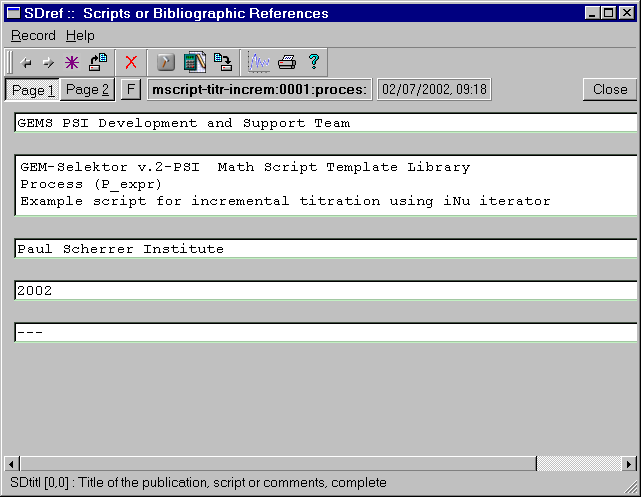 SDref :: Scripts or Bibliographic References
Record Help
Page 1 Page 2 F mscript-titr-increm:0001:proces: 02/07/2002, 09:18 Close
GEMS PSI Development and Support Team
GEM-Selektor v.2-PSI  Math Script Template Library
Process (P_expr)
Example script for incremental titration using iNu iterator
Paul Scherrer Institute
2002
---
SDtitl [0,0] : Title of the publication, script or comments, complete